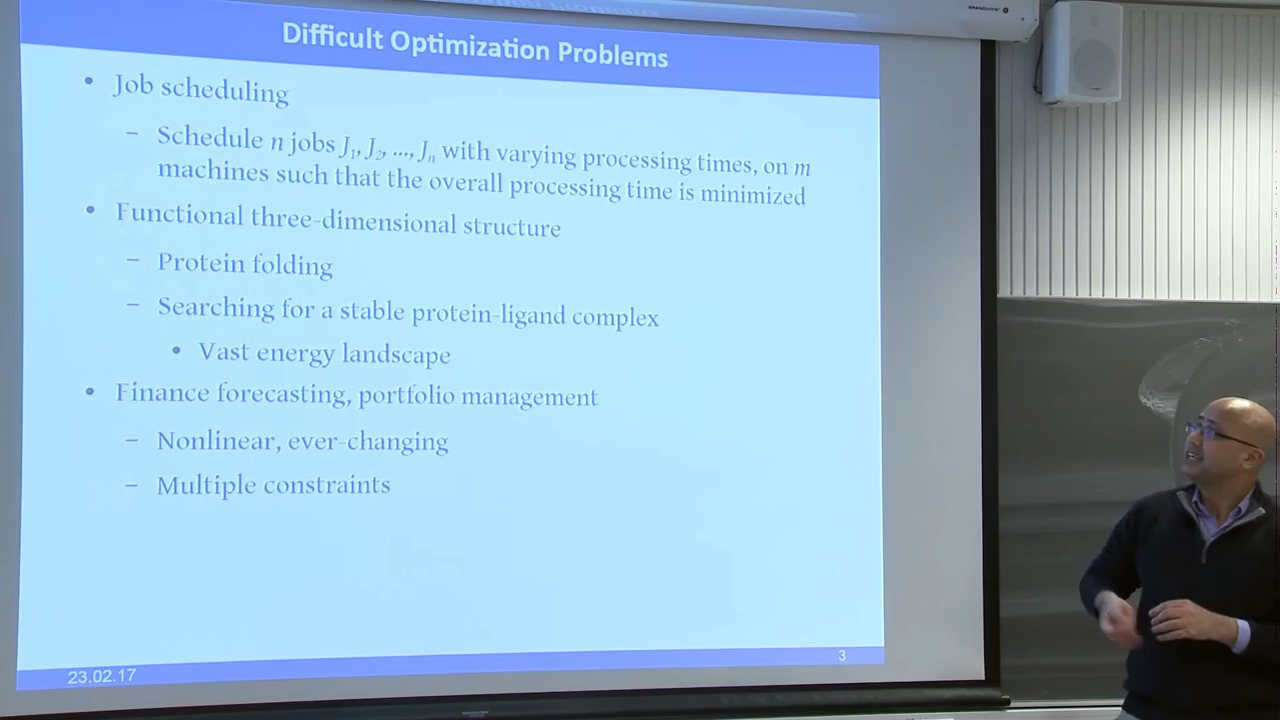 BRANDVIEW
Difficult Optimization Problems
• Job scheduling
– Schedule n jobs J1, J2, ..., Jn with varying processing times, on m
machines such that the overall processing time is minimized
• Functional three-dimensional structure
– Protein folding
– Searching for a stable protein-ligand complex
• Vast energy landscape
• Finance forecasting, portfolio management
– Nonlinear, ever-changing
– Multiple constraints
23.02.17
3